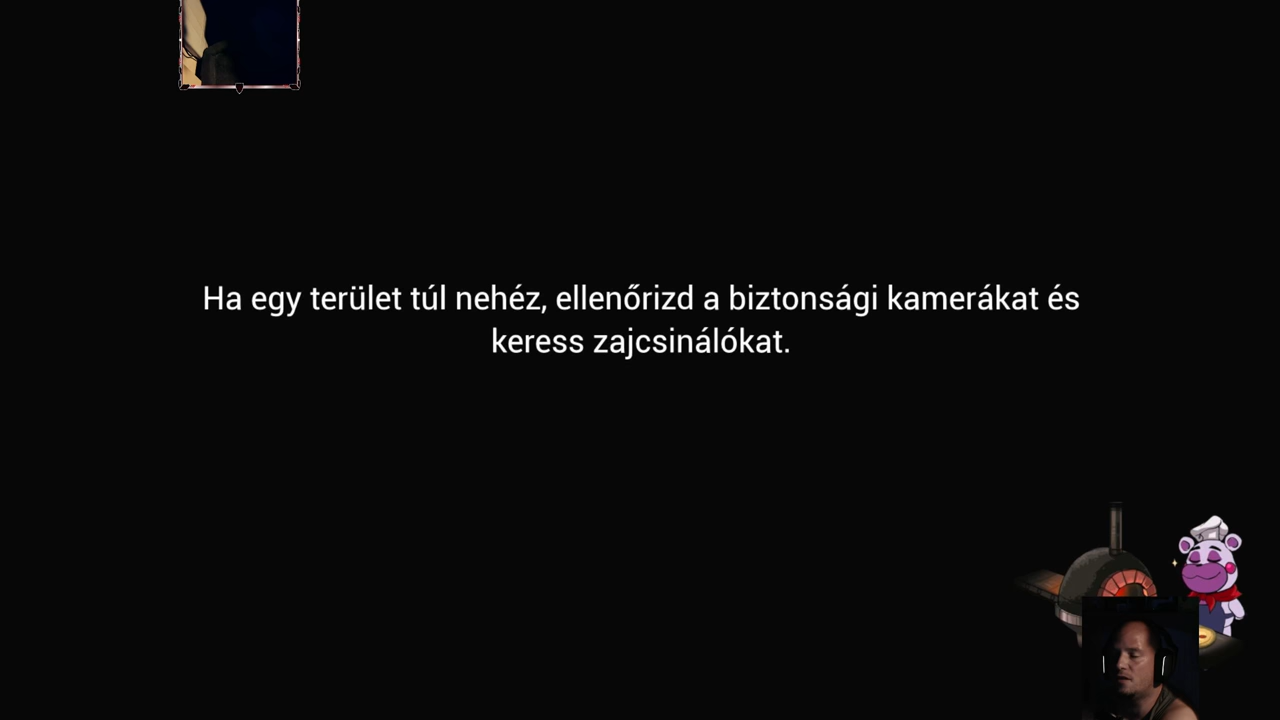 Ha egy terület túl nehéz, ellenőrizd a biztonsági kamerákat és
keress zajcsinálókat.